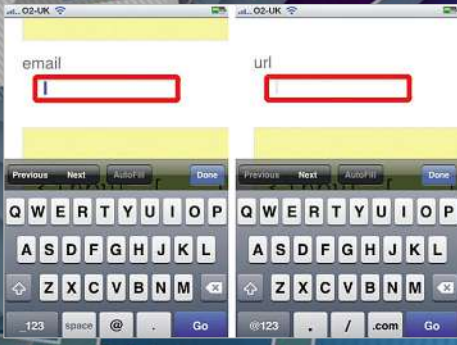 O2-UK
email
Previous Next AutoFill Done
Q W E R T Y U I O P
A S D F G H J K L
Z X C V B N M
_123 space @ . Go
O2-UK
url
Previous Next AutoFill Done
Q W E R T Y U I O P
A S D F G H J K L
Z X C V B N M
@123 . / .com Go